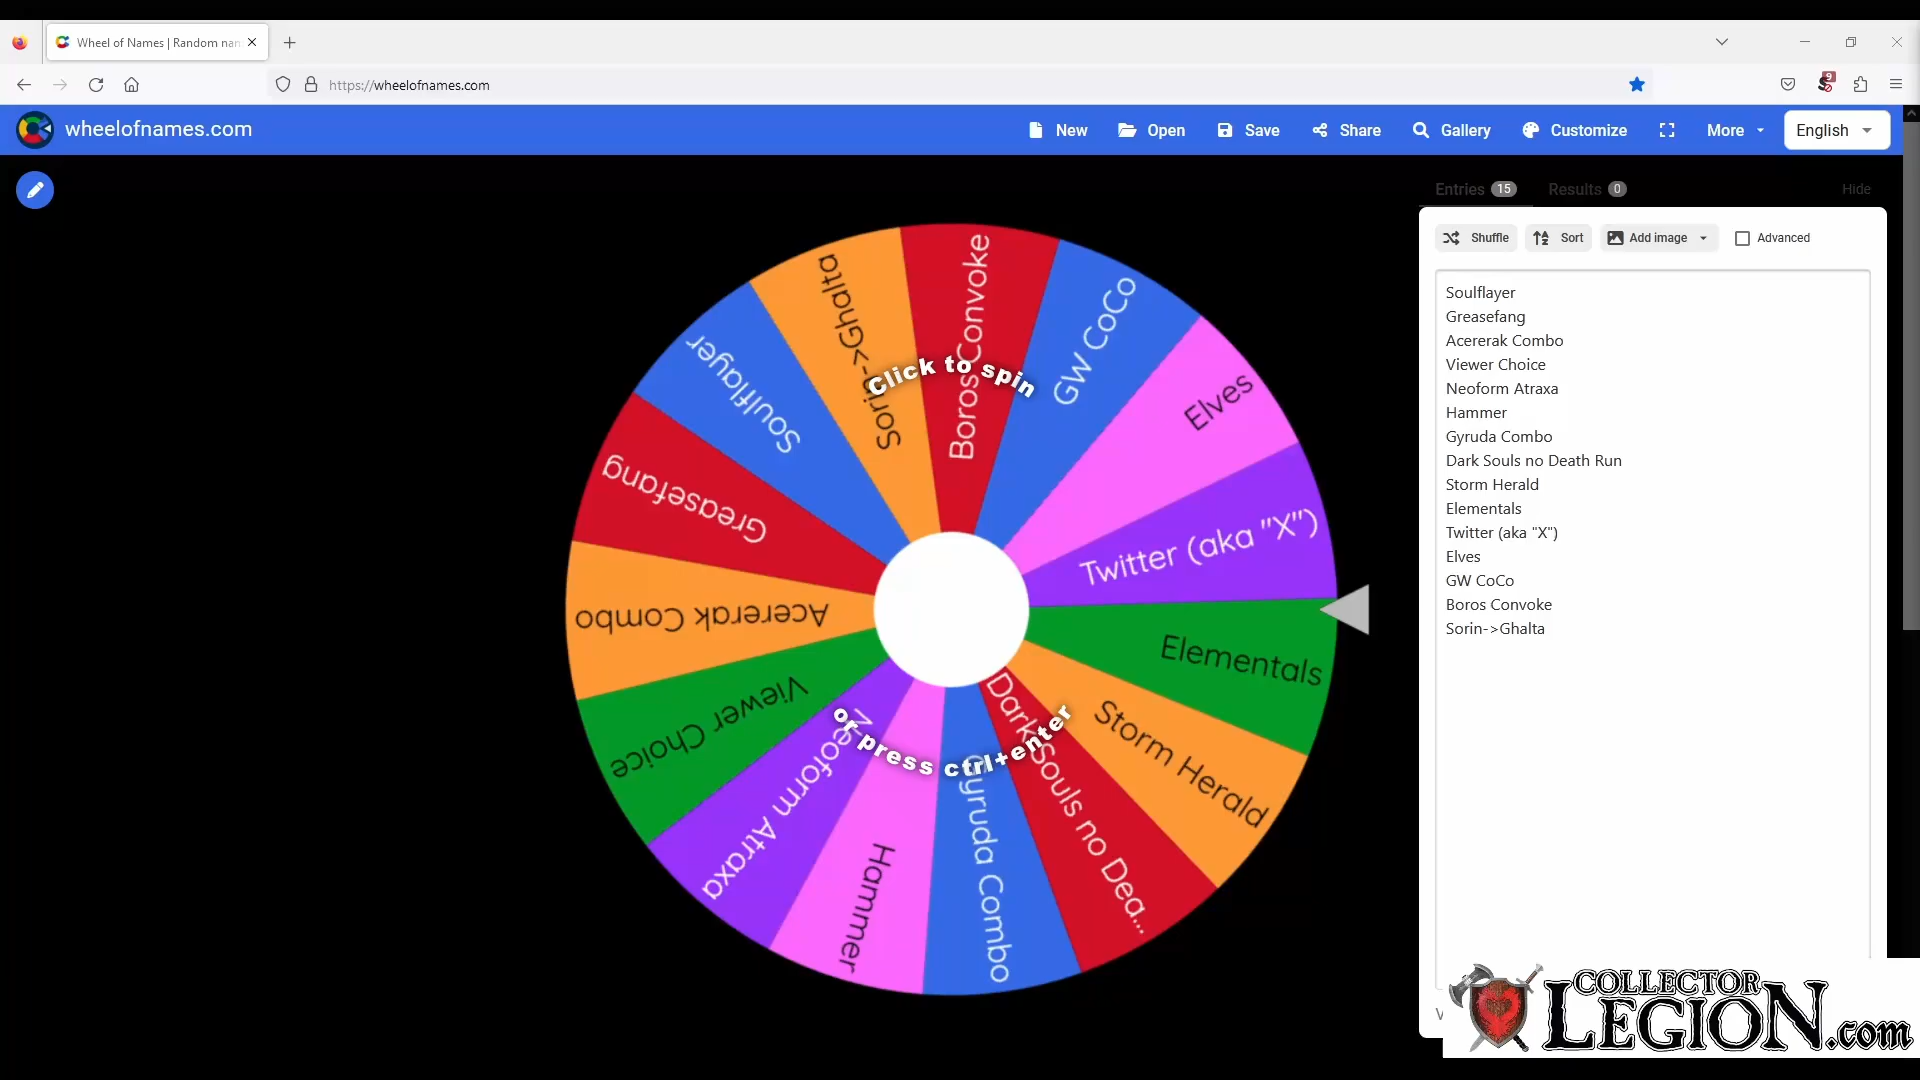 Wheel of Names | Random nam
https://wheelofnames.com
9
wheelofnames.com
New
Open
Save
Share
Gallery
Customize
More
English
Entries 15
Results 0
Hide
Shuffle
Sort
Add image
Advanced
Soulflayer
Greasefang
Acererak Combo
Viewer Choice
Neoform Atraxa
Hammer
Gyruda Combo
Dark Souls no Death Run
Storm Herald
Elementals
Twitter (aka "X")
Elves
GW CoCo
Boros Convoke
Sorin->Ghalta
Click to spin
or press ctrl+enter
Boros Convoke
GW CoCo
Elves
Twitter (aka "X")
Elementals
Storm Herald
Dark Souls no Dea...
Gyruda Combo
Hammer
Neoform Atraxa
Viewer Choice
Acererak Combo
Greasefang
Soulflayer
Sorin->Ghalta
COLLECTOR
LEGION.com